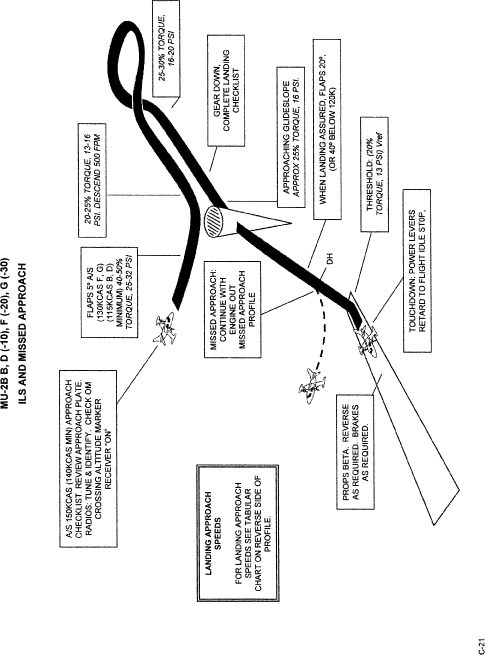 MU-2B B, D (-10), F (-20), G (-30)
ILS AND MISSED APPROACH
A/S 150KCAS (140KCAS MIN) APPROACH
CHECKLIST. REVIEW APPROACH PLATE.
RADIOS; TUNE & IDENTIFY. CHECK OM
CROSSING ALTITUDE MARKER
RECEIVER "ON"
FLAPS 5° A/S
(130KCAS F, G)
(115KCAS B, D)
MINIMUM) 40-50%
TORQUE, 25-32 PSI
20-25% TORQUE, 13-16
PSI. DESCEND 500 FPM
25-30% TORQUE,
16-20 PSI
GEAR DOWN,
COMPLETE LANDING
CHECKLIST
APPROACHING GLIDESLOPE
APPROX 25% TORQUE, 16 PSI.
WHEN LANDING ASSURED, FLAPS 20°,
(OR 40° BELOW 120K)
MISSED APPROACH:
CONTINUE WITH
ENGINE OUT
MISSED APPROACH
PROFILE
DH
THRESHOLD: (20%
TORQUE, 13 PSI) Vref
TOUCHDOWN: POWER LEVERS
RETARD TO FLIGHT IDLE STOP.
PROPS BETA. REVERSE
AS REQUIRED. BRAKES
AS REQUIRED.
LANDING APPROACH
SPEEDS
FOR LANDING APPROACH
SPEEDS SEE TABULAR
CHART ON REVERSE SIDE OF
PROFILE.
C-21